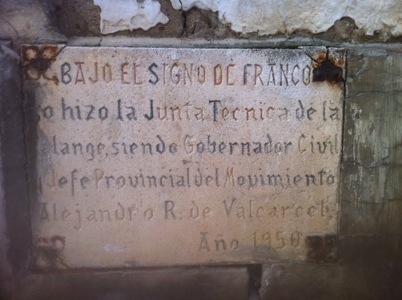 BAJO EL SIGNO DE FRANCO
o hizo la Junta Tecnica de la
alange, siendo Gobernador Civil
Jefe Provincial del Movimiento
Alejandro R. de Valcarcel.
Año 1950